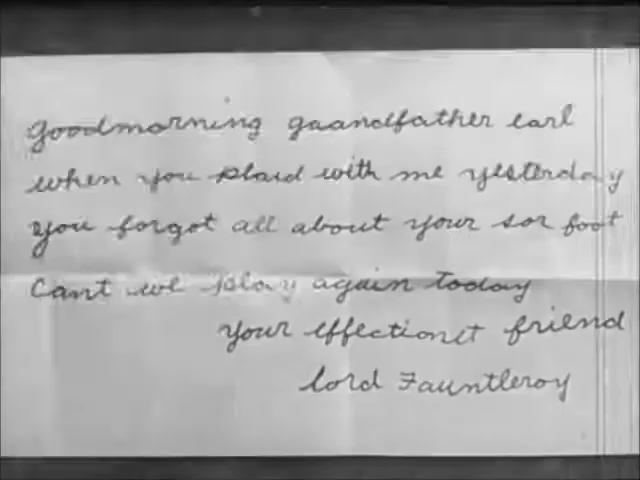 goodmorning gaandfather earl
when you plaid with me yesterday
you forgot all about your sor foot
cant we play again today
your effectionet friend
lord Fauntleroy